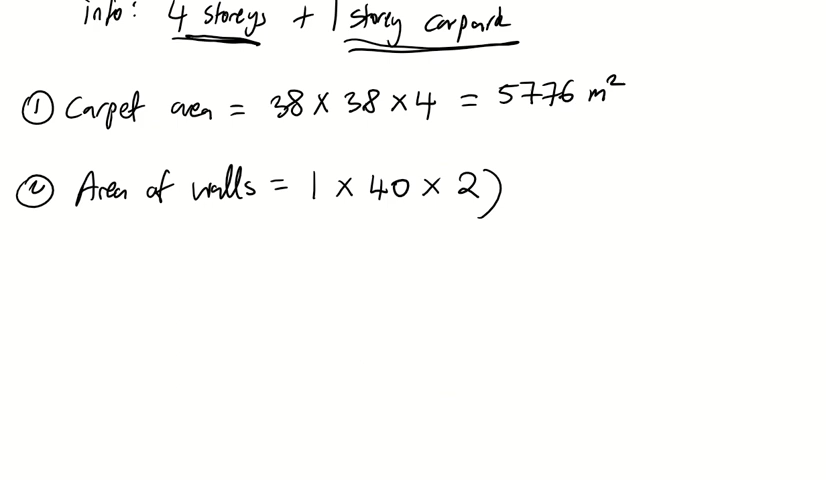 info: 4 storeys + 1 storey carpark
① Carpet area = 38 × 38 × 4 = 5776 m²
② Area of walls = 1 × 40 × 2)